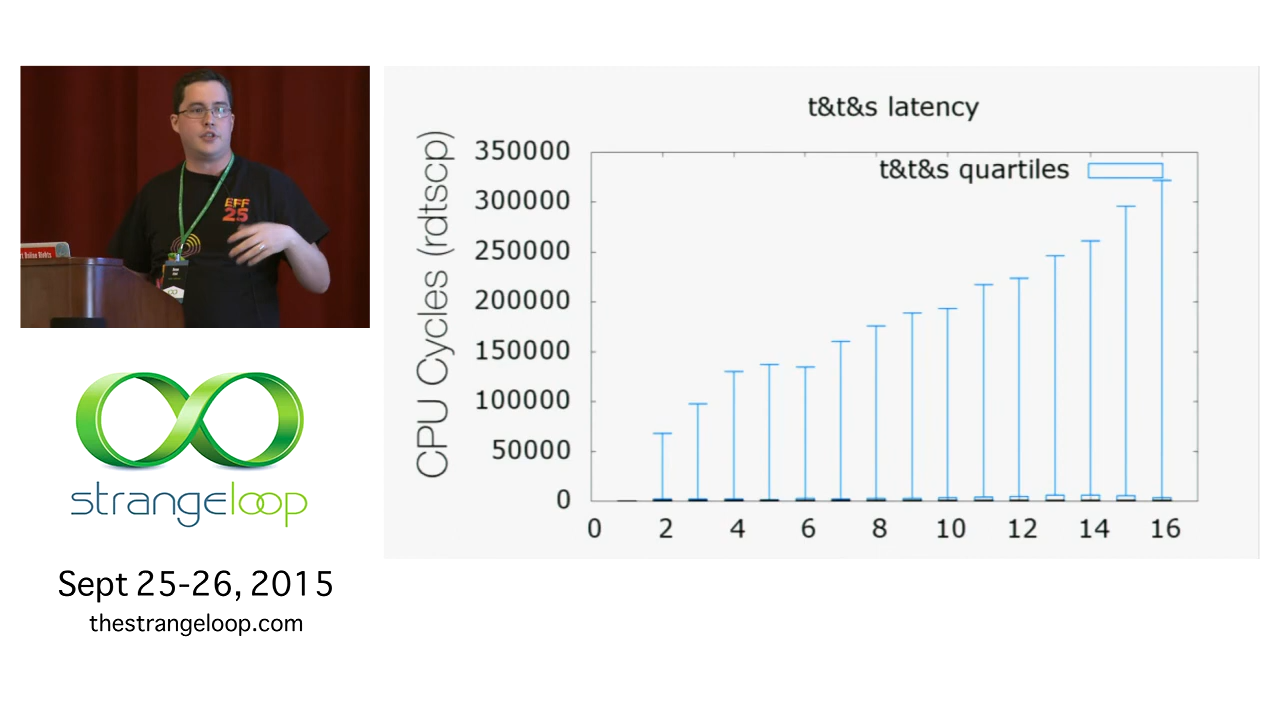 t&t&s latency
t&t&s quartiles
CPU Cycles (rdtscp)
350000
300000
250000
200000
150000
100000
50000
0
0 2 4 6 8 10 12 14 16
EFF
25
strangeloop
Sept 25-26, 2015
thestrangeloop.com